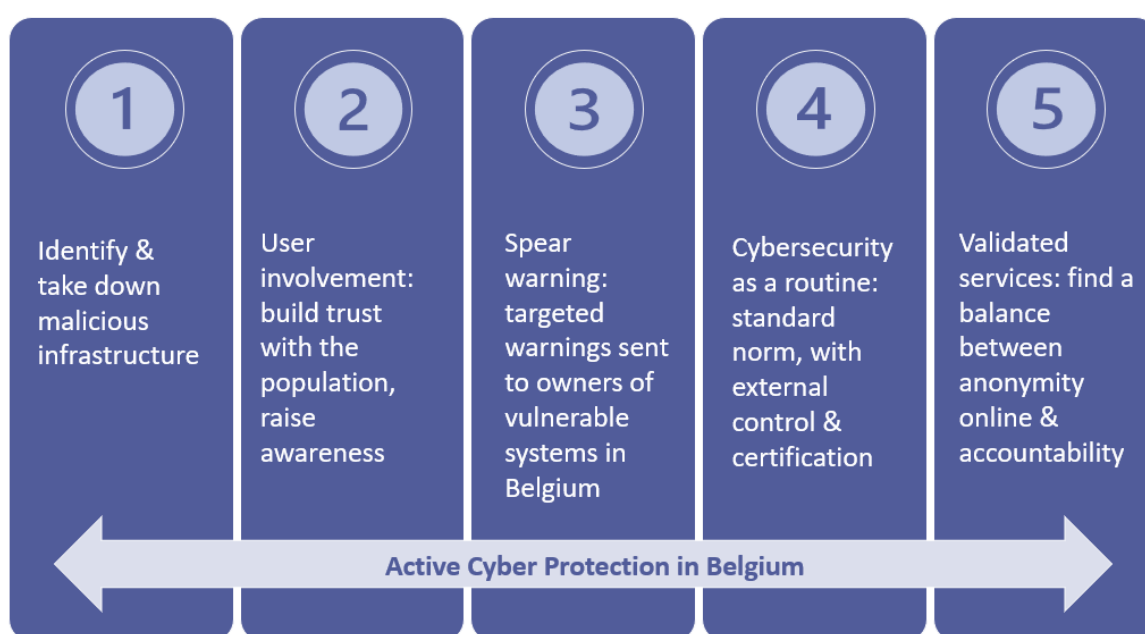 1
Identify &
take down
malicious
infrastructure
2
User
involvement:
build trust
with the
population,
raise
awareness
3
Spear
warning:
targeted
warnings sent
to owners of
vulnerable
systems in
Belgium
4
Cybersecurity
as a routine:
standard
norm, with
external
control &
certification
5
Validated
services: find a
balance
between
anonymity
online &
accountability
Active Cyber Protection in Belgium